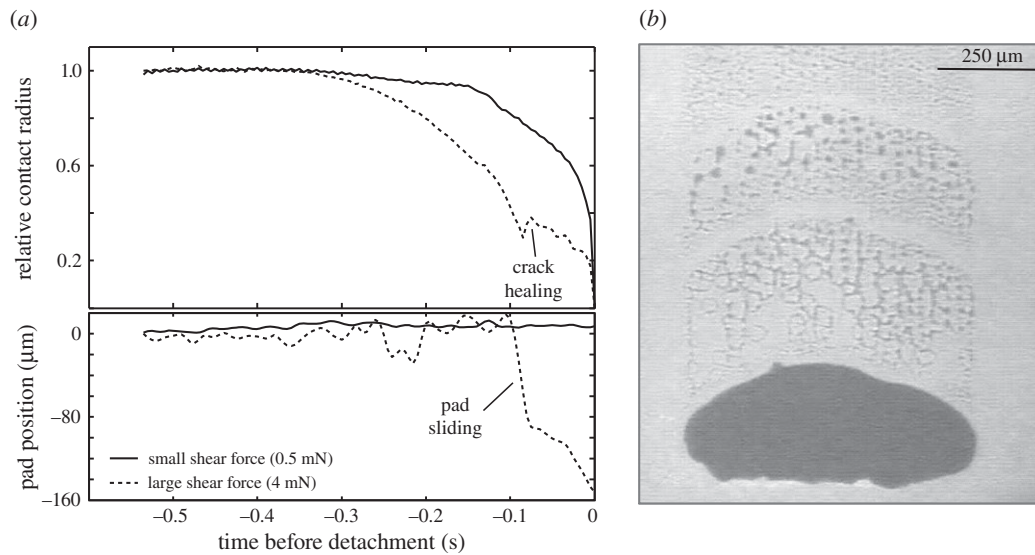 (a)
(b)
relative contact radius
1.0
0.6
0.2
crack
healing
pad position (µm)
0
–80
–160
pad
sliding
small shear force (0.5 mN)
large shear force (4 mN)
–0.5
–0.4
–0.3
–0.2
–0.1
0
time before detachment (s)
250 µm